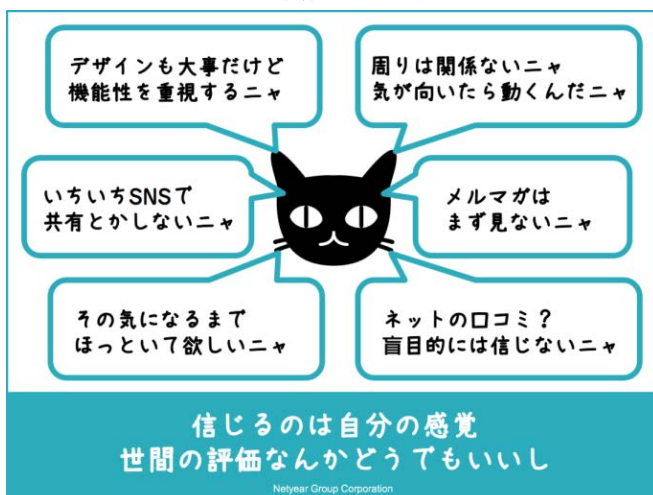 デザインも大事だけど
機能性を重視するニャ
周りは関係ないニャ
気が向いたら動くんだニャ
いちいちSNSで
共有とかしないニャ
メルマガは
まず見ないニャ
その気になるまで
ほっといて欲しいニャ
ネットの口コミ？
盲目的には信じないニャ
信じるのは自分の感覚
世間の評価なんかどうでもいいし
Netyear Group Corporation